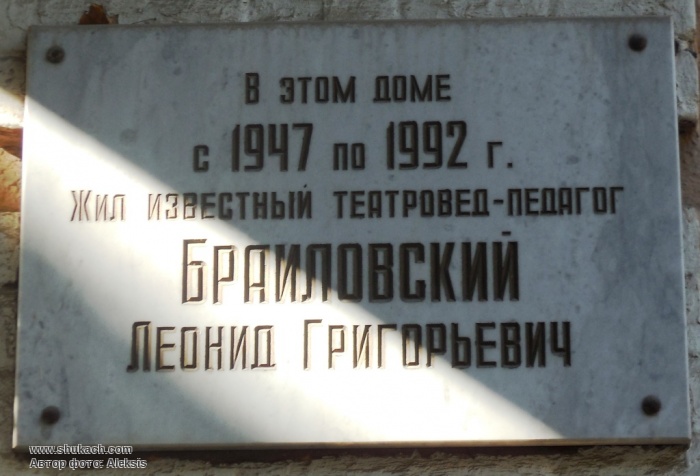 В этом доме
с 1947 по 1992 г.
Жил известный театровед-педагог
Браиловский
Леонид Григорьевич
www.shukach.com
Автор фото: Aleksis